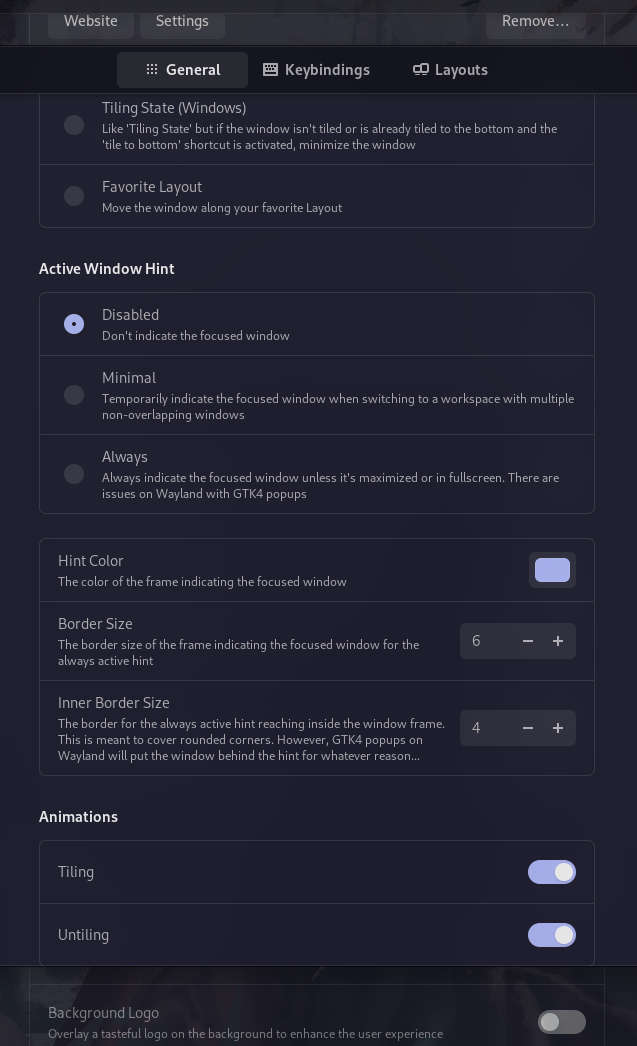 Website Settings Remove...
General Keybindings Layouts
Tiling State (Windows)
Like 'Tiling State' but if the window isn't tiled or is already tiled to the bottom and the
'tile to bottom' shortcut is activated, minimize the window
Favorite Layout
Move the window along your favorite Layout
Active Window Hint
Disabled
Don't indicate the focused window
Minimal
Temporarily indicate the focused window when switching to a workspace with multiple
non-overlapping windows
Always
Always indicate the focused window unless it's maximized or in fullscreen. There are
issues on Wayland with GTK4 popups
Hint Color
The color of the frame indicating the focused window
Border Size
The border size of the frame indicating the focused window for the
always active hint
6 − +
Inner Border Size
The border for the always active hint reaching inside the window frame.
This is meant to cover rounded corners. However, GTK4 popups on
Wayland will put the window behind the hint for whatever reason...
4 − +
Animations
Tiling
Untiling
Background Logo
Overlay a tasteful logo on the background to enhance the user experience